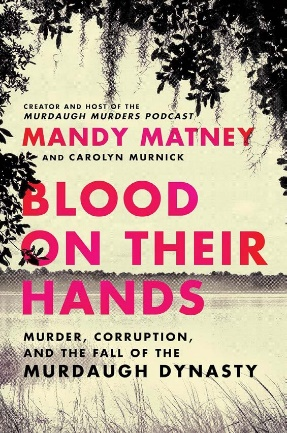 CREATOR AND HOST OF THE
MURDAUGH MURDERS PODCAST
MANDY MATNEY
AND CAROLYN MURNICK
BLOOD
ON THEIR
HANDS
MURDER, CORRUPTION,
AND THE FALL OF THE
MURDAUGH DYNASTY